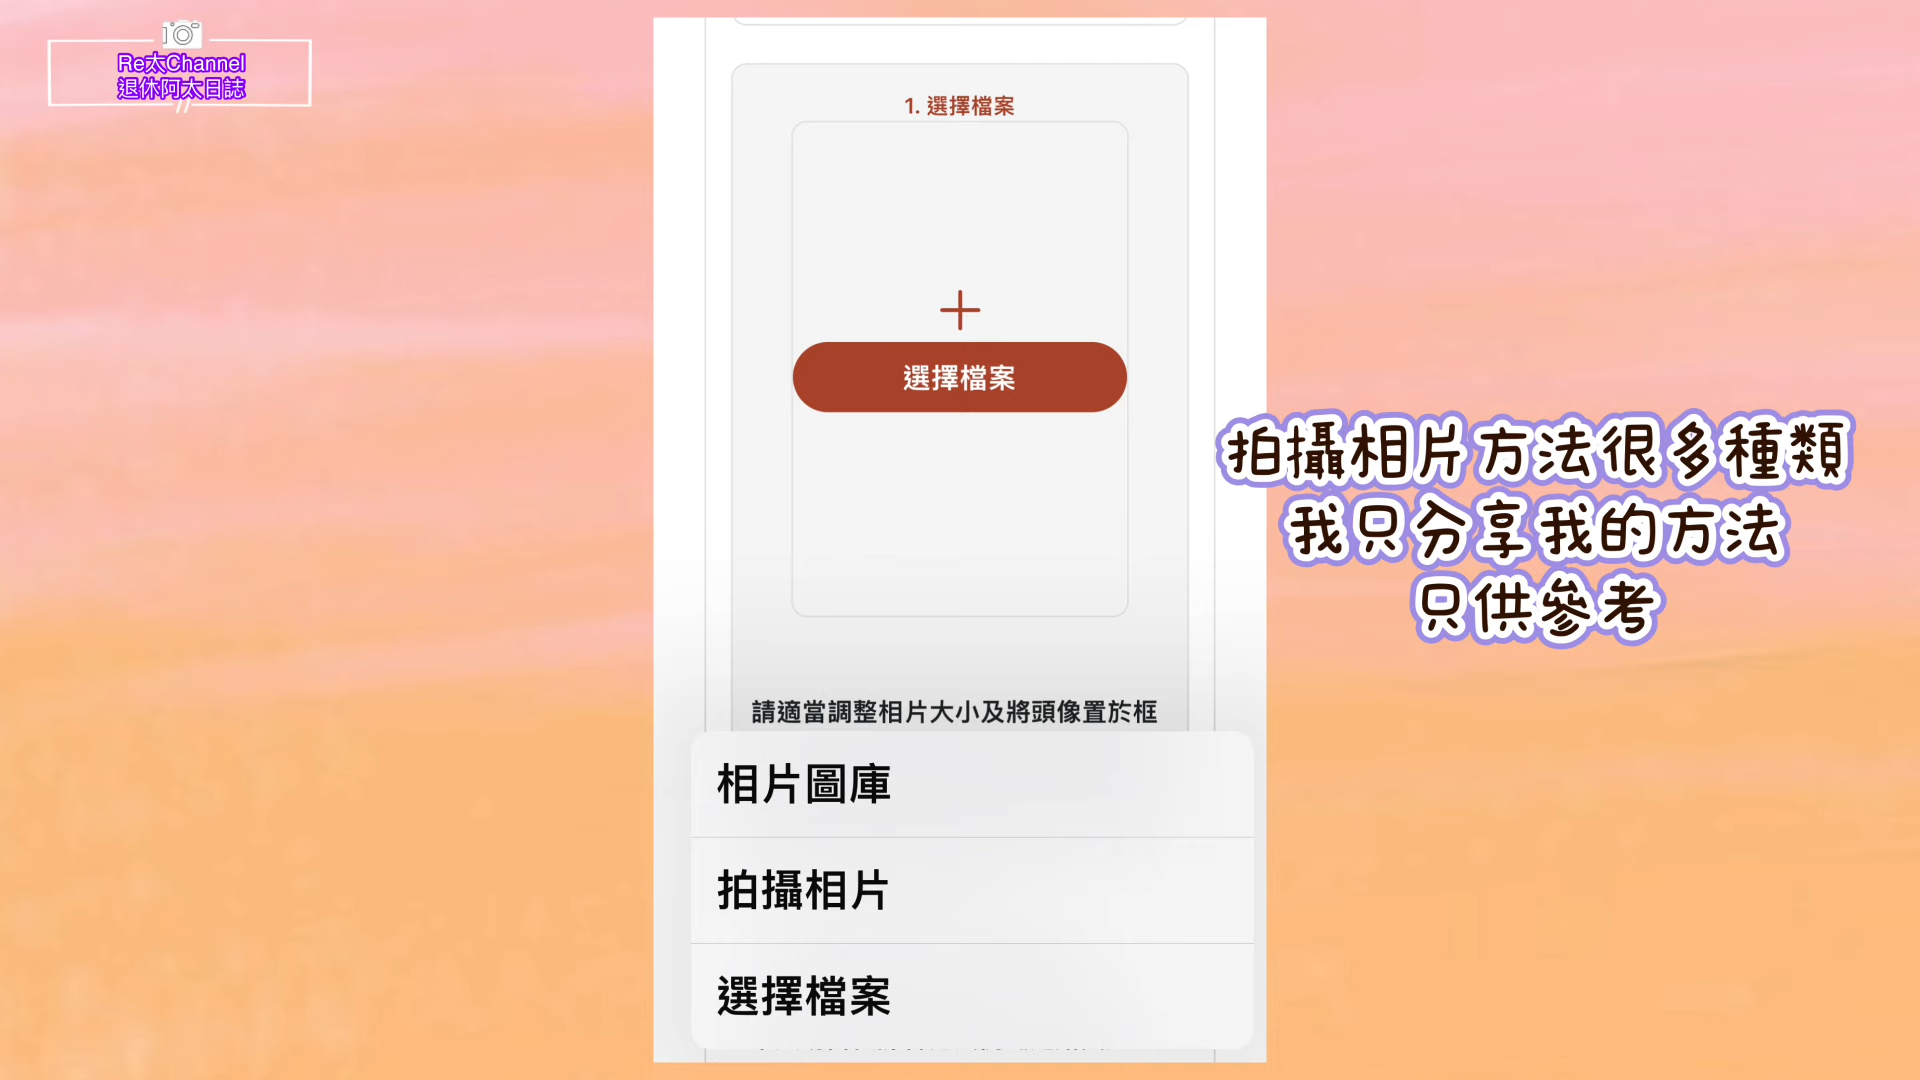 Re太Channel
退休阿太日誌
1. 選擇檔案
選擇檔案
拍攝相片方法很多種類
我只分享我的方法
只供參考
請適當調整相片大小及將頭像置於框
相片圖庫
拍攝相片
選擇檔案